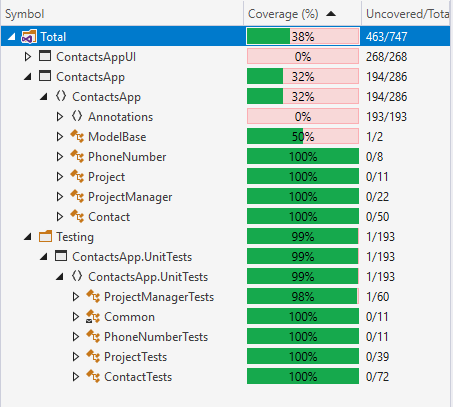 Symbol Coverage (%) Uncovered/Total
Total 38% 463/747
ContactsAppUI 0% 268/268
ContactsApp 32% 194/286
ContactsApp 32% 194/286
Annotations 0% 193/193
ModelBase 50% 1/2
PhoneNumber 100% 0/8
Project 100% 0/11
ProjectManager 100% 0/22
Contact 100% 0/50
Testing 99% 1/193
ContactsApp.UnitTests 99% 1/193
ContactsApp.UnitTests 99% 1/193
ProjectManagerTests 98% 1/60
Common 100% 0/11
PhoneNumberTests 100% 0/11
ProjectTests 100% 0/39
ContactTests 100% 0/72